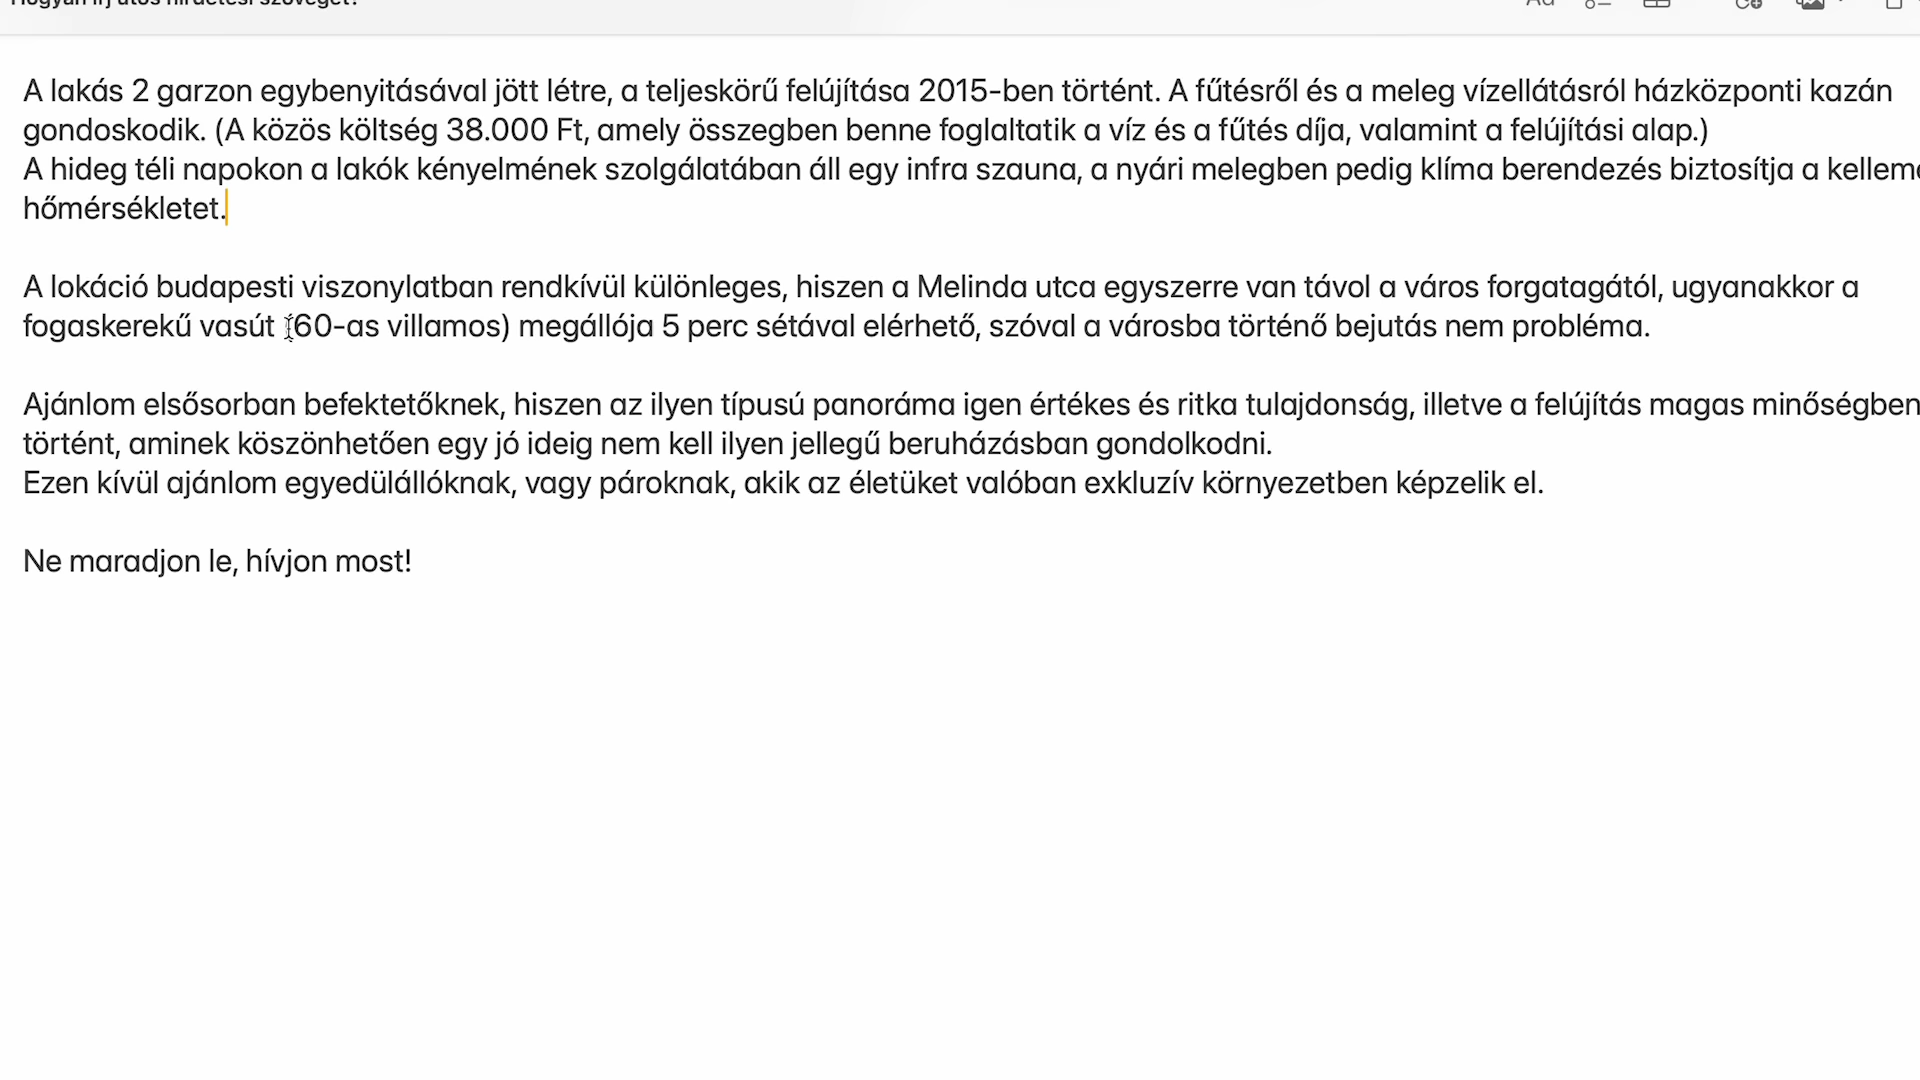 Hogyan írj ütős hirdetési szöveget?
Aa
A lakás 2 garzon egybenyitásával jött létre, a teljeskörű felújítása 2015-ben történt. A fűtésről és a meleg vízellátásról házközponti kazán
gondoskodik. (A közös költség 38.000 Ft, amely összegben benne foglaltatik a víz és a fűtés díja, valamint a felújítási alap.)
A hideg téli napokon a lakók kényelmének szolgálatában áll egy infra szauna, a nyári melegben pedig klíma berendezés biztosítja a
hőmérsékletet.
A lokáció budapesti viszonylatban rendkívül különleges, hiszen a Melinda utca egyszerre van távol a város forgatagától, ugyanakkor a
fogaskerekű vasút (60-as villamos) megállója 5 perc sétával elérhető, szóval a városba történő bejutás nem probléma.
Ajánlom elsősorban befektetőknek, hiszen az ilyen típusú panoráma igen értékes és ritka tulajdonság, illetve a felújítás magas minőségben
történt, aminek köszönhetően egy jó ideig nem kell ilyen jellegű beruházásban gondolkodni.
Ezen kívül ajánlom egyedülállóknak, vagy pároknak, akik az életüket valóban exkluzív környezetben képzelik el.
Ne maradjon le, hívjon most!